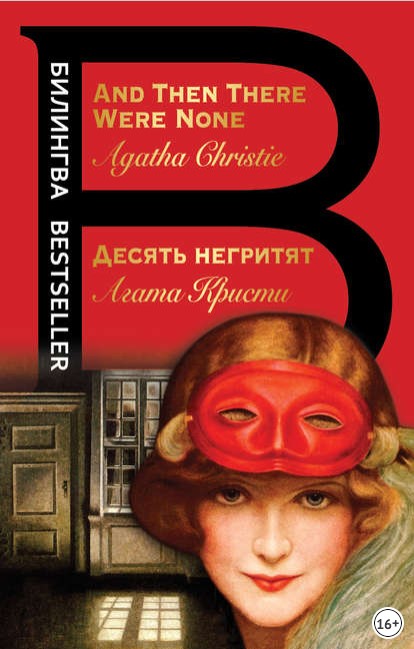 БИЛИНГВА BESTSELLER
AND THEN THERE
WERE NONE
Agatha Christie
ДЕСЯТЬ НЕГРИТЯТ
Агата Кристи
16+